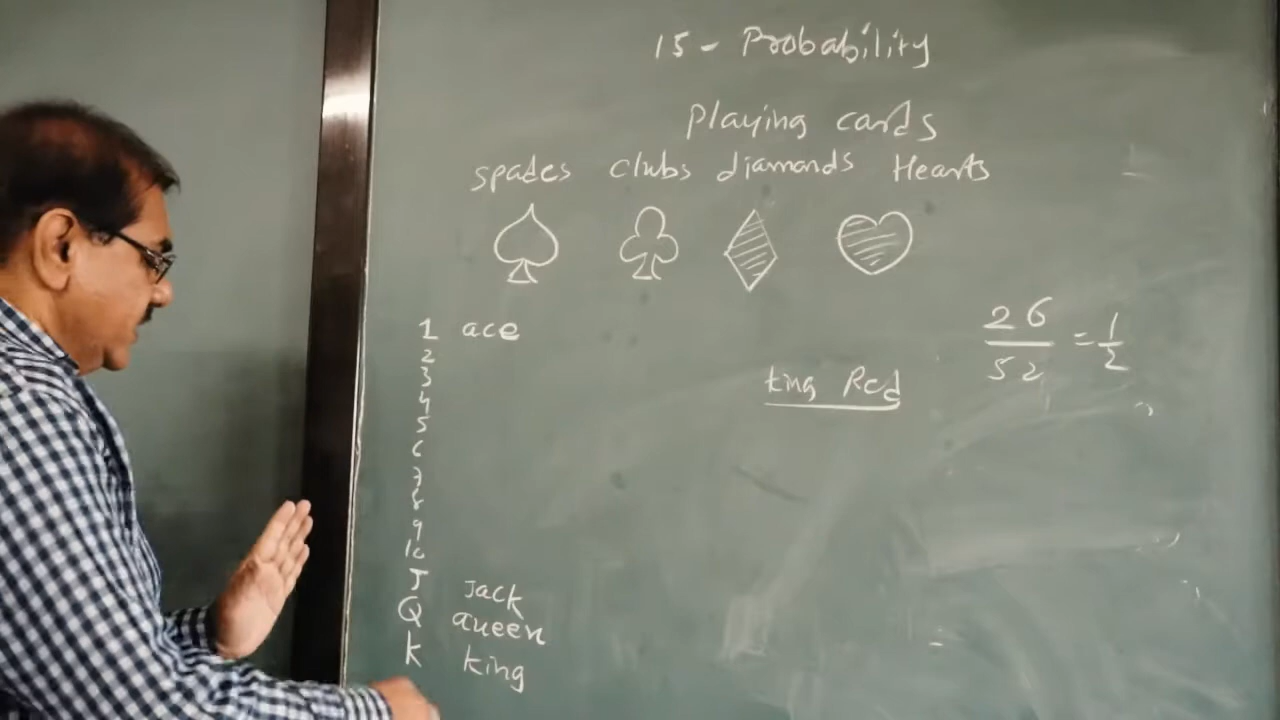 15 - Probability
Playing cards
spades clubs diamonds Hearts
1 ace
2
3
4
5
6
7
8
9
10
J Jack
Q queen
K king
king Red
26
52
= 1
2